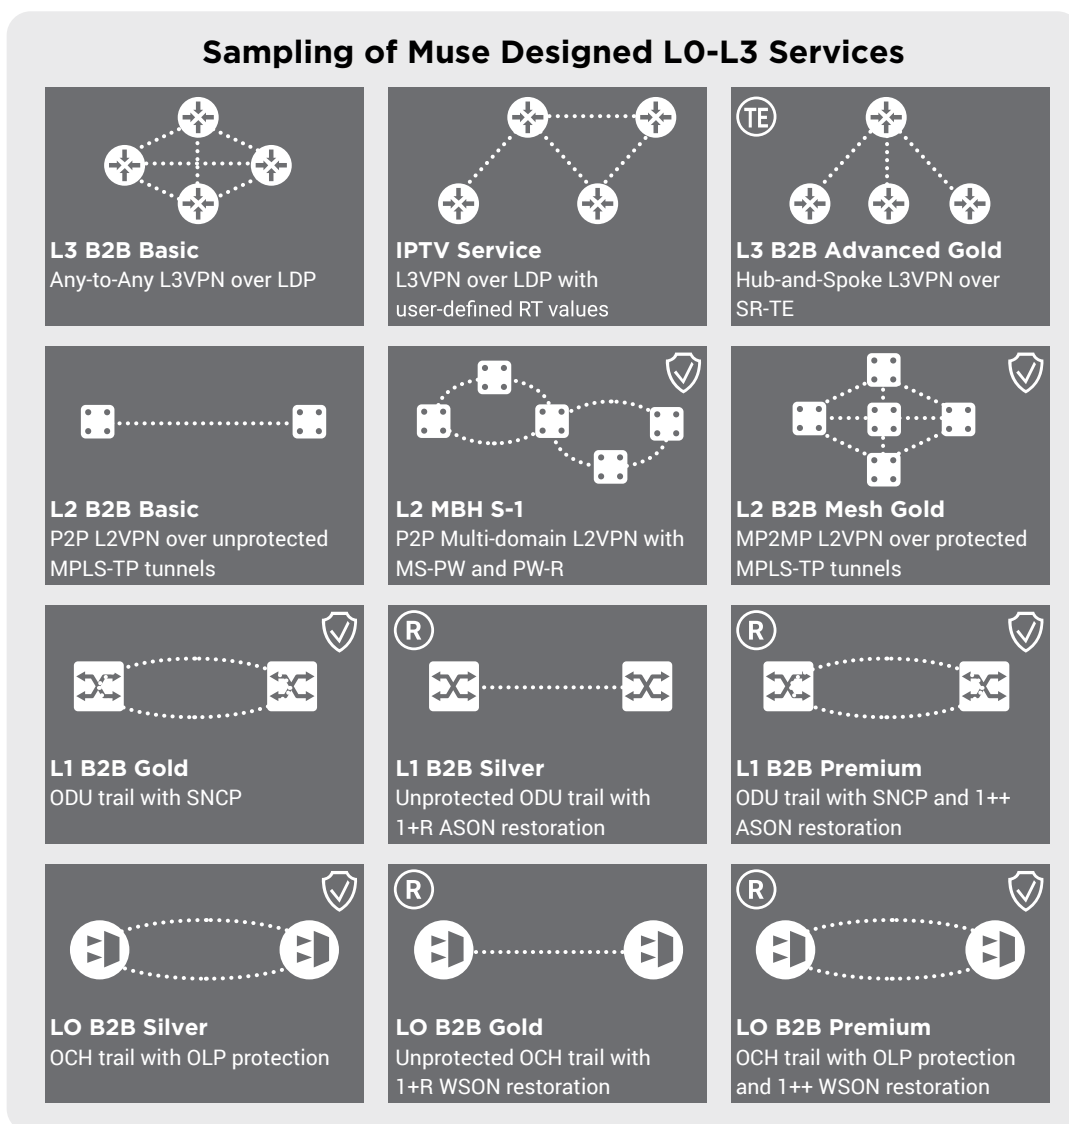 Sampling of Muse Designed L0-L3 Services
L3 B2B Basic
Any-to-Any L3VPN over LDP
IPTV Service
L3VPN over LDP with
user-defined RT values
TE
L3 B2B Advanced Gold
Hub-and-Spoke L3VPN over
SR-TE
L2 B2B Basic
P2P L2VPN over unprotected
MPLS-TP tunnels
L2 MBH S-1
P2P Multi-domain L2VPN with
MS-PW and PW-R
L2 B2B Mesh Gold
MP2MP L2VPN over protected
MPLS-TP tunnels
L1 B2B Gold
ODU trail with SNCP
R
L1 B2B Silver
Unprotected ODU trail with
1+R ASON restoration
R
L1 B2B Premium
ODU trail with SNCP and 1++
ASON restoration
LO B2B Silver
OCH trail with OLP protection
R
LO B2B Gold
Unprotected OCH trail with
1+R WSON restoration
R
LO B2B Premium
OCH trail with OLP protection
and 1++ WSON restoration